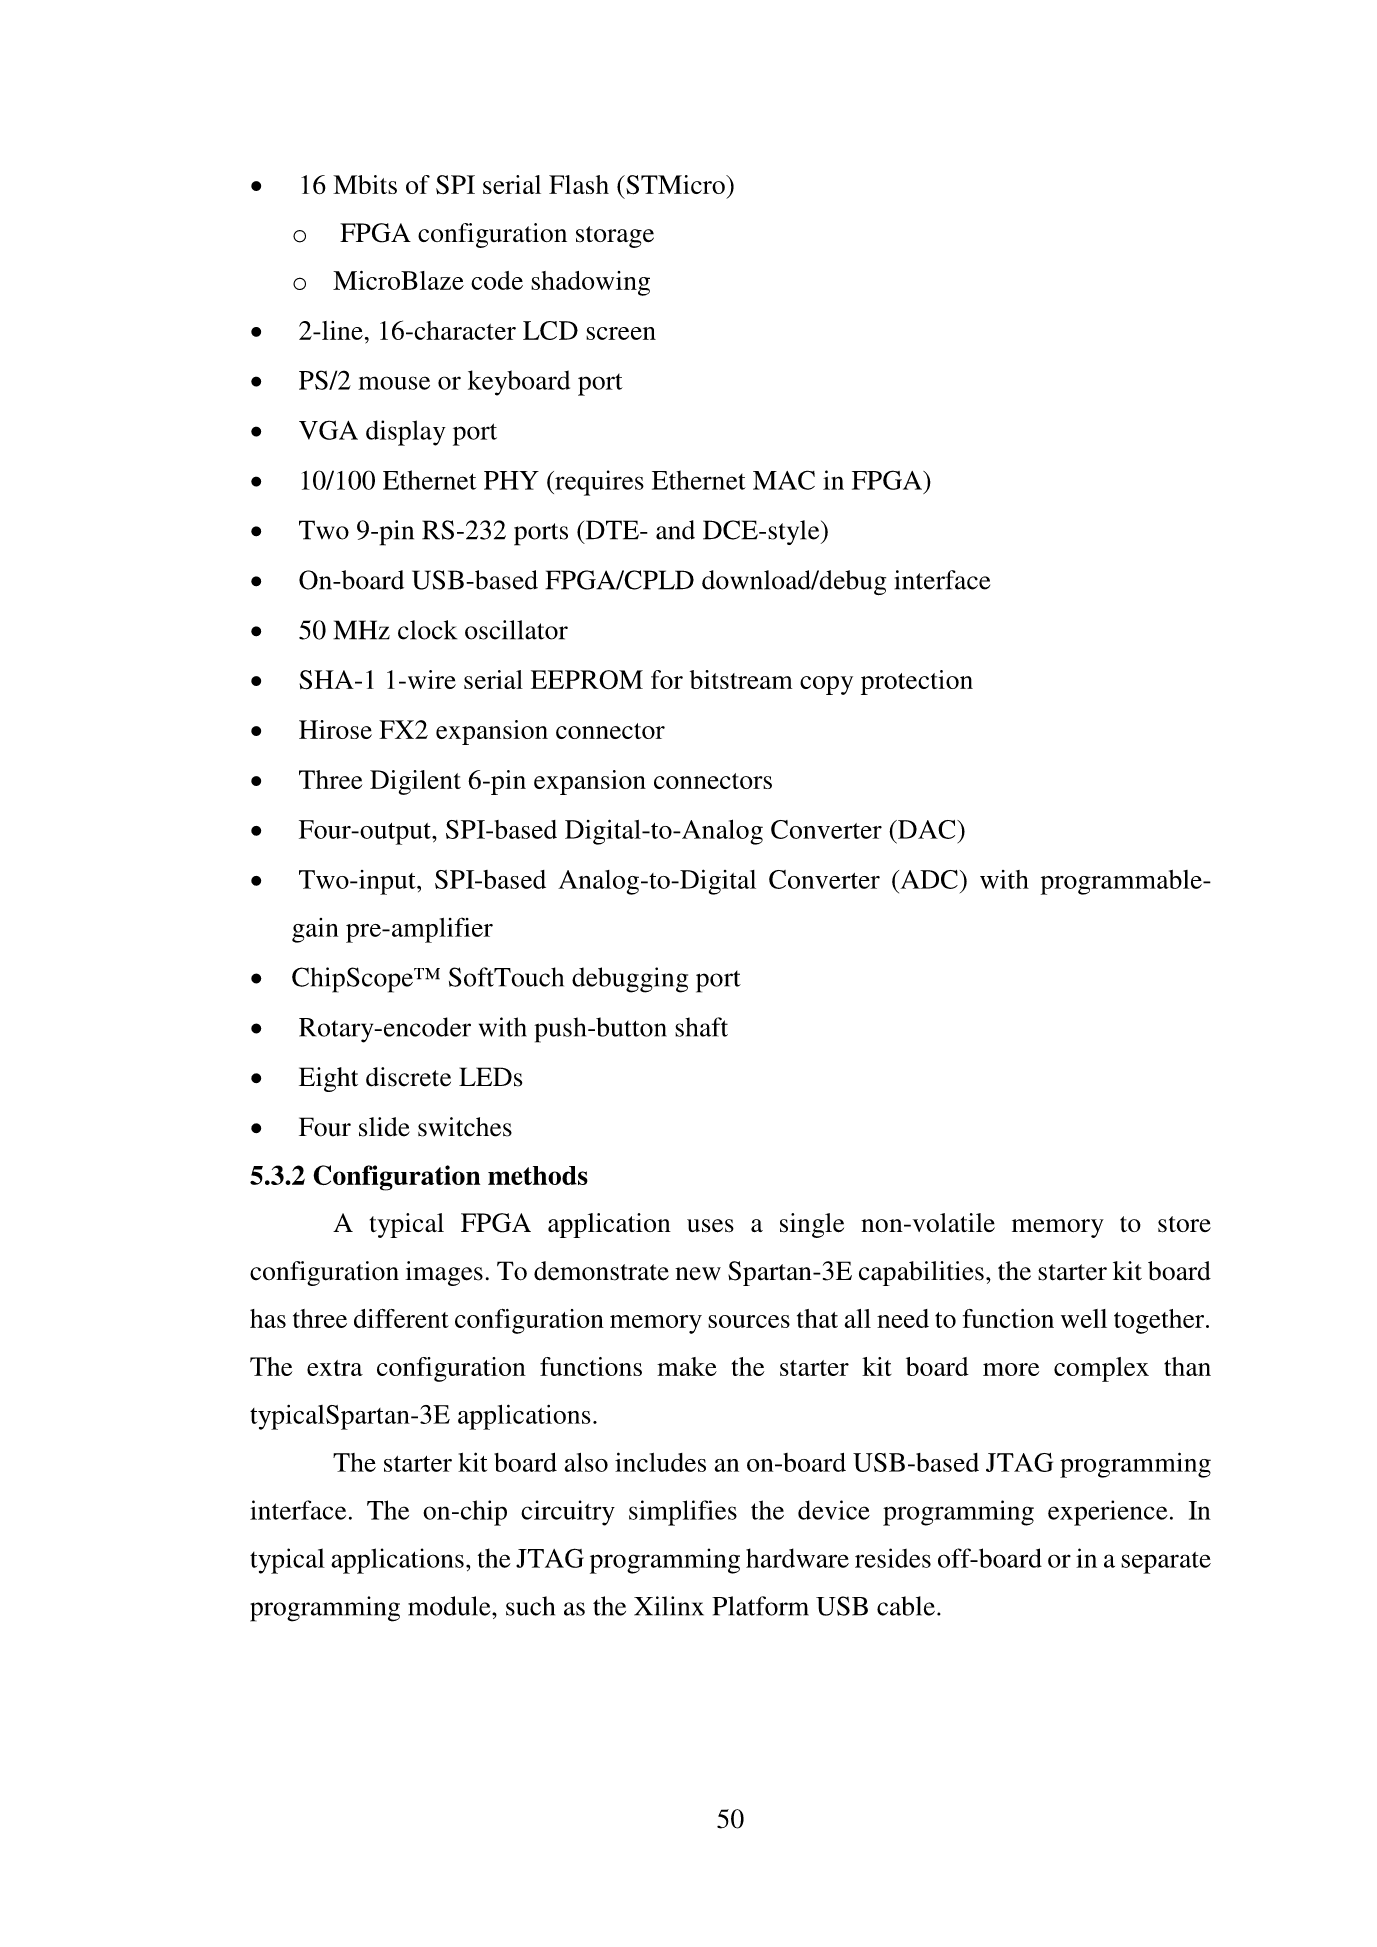 • 16 Mbits of SPI serial Flash (STMicro)
o FPGA configuration storage
o MicroBlaze code shadowing
• 2-line, 16-character LCD screen
• PS/2 mouse or keyboard port
• VGA display port
• 10/100 Ethernet PHY (requires Ethernet MAC in FPGA)
• Two 9-pin RS-232 ports (DTE- and DCE-style)
• On-board USB-based FPGA/CPLD download/debug interface
• 50 MHz clock oscillator
• SHA-1 1-wire serial EEPROM for bitstream copy protection
• Hirose FX2 expansion connector
• Three Digilent 6-pin expansion connectors
• Four-output, SPI-based Digital-to-Analog Converter (DAC)
• Two-input, SPI-based Analog-to-Digital Converter (ADC) with programmable-
gain pre-amplifier
• ChipScope™ SoftTouch debugging port
• Rotary-encoder with push-button shaft
• Eight discrete LEDs
• Four slide switches
5.3.2 Configuration methods
A typical FPGA application uses a single non-volatile memory to store
configuration images. To demonstrate new Spartan-3E capabilities, the starter kit board
has three different configuration memory sources that all need to function well together.
The extra configuration functions make the starter kit board more complex than
typicalSpartan-3E applications.
The starter kit board also includes an on-board USB-based JTAG programming
interface. The on-chip circuitry simplifies the device programming experience. In
typical applications, the JTAG programming hardware resides off-board or in a separate
programming module, such as the Xilinx Platform USB cable.
50